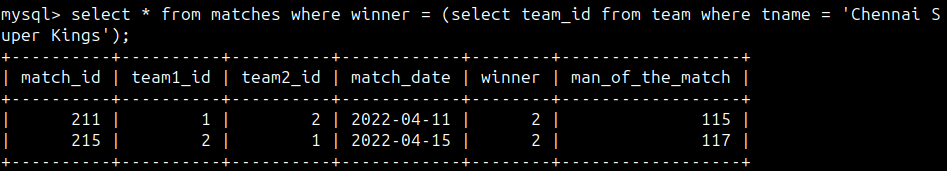 mysql> select * from matches where winner = (select team_id from team where tname = 'Chennai S
uper Kings');
+----------+----------+----------+------------+--------+------------------+
| match_id | team1_id | team2_id | match_date | winner | man_of_the_match |
+----------+----------+----------+------------+--------+------------------+
|      211 |        1 |        2 | 2022-04-11 |      2 |              115 |
|      215 |        2 |        1 | 2022-04-15 |      2 |              117 |
+----------+----------+----------+------------+--------+------------------+